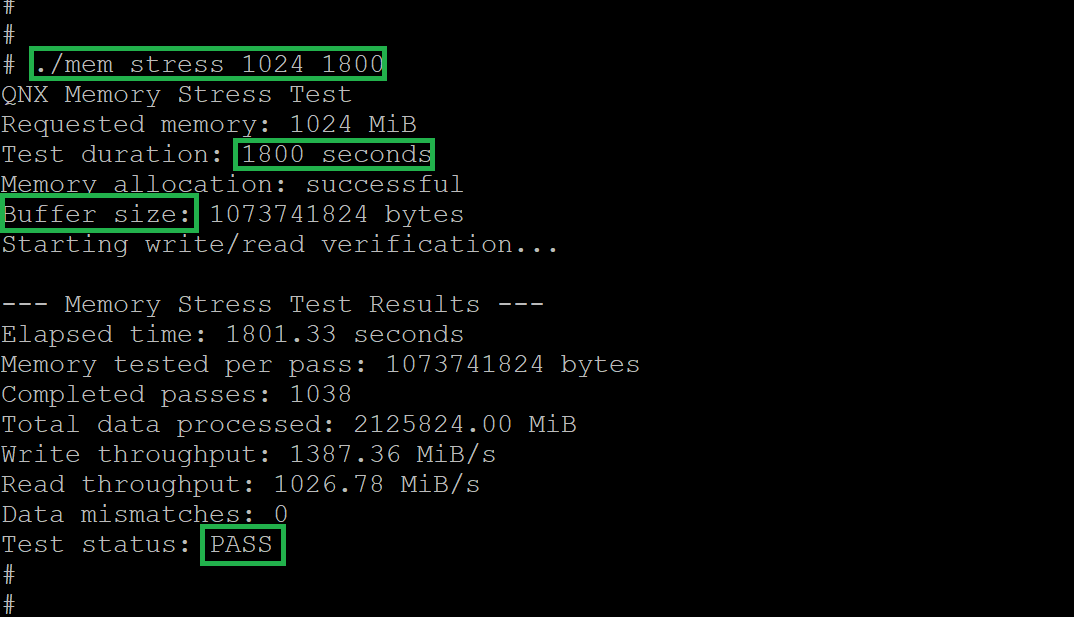 #
#
# ./mem stress 1024 1800
QNX Memory Stress Test
Requested memory: 1024 MiB
Test duration: 1800 seconds
Memory allocation: successful
Buffer size: 1073741824 bytes
Starting write/read verification...
--- Memory Stress Test Results ---
Elapsed time: 1801.33 seconds
Memory tested per pass: 1073741824 bytes
Completed passes: 1038
Total data processed: 2125824.00 MiB
Write throughput: 1387.36 MiB/s
Read throughput: 1026.78 MiB/s
Data mismatches: 0
Test status: PASS
#
#